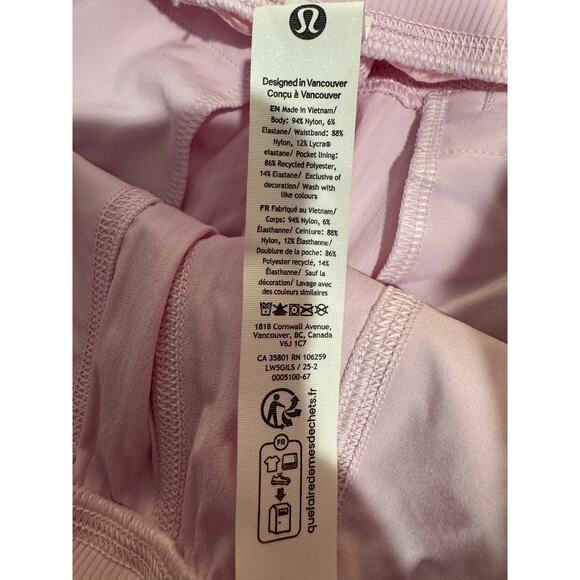 Designed in Vancouver
Conçu à Vancouver
EN Made in Vietnam/
Body: 94% Nylon, 6%
Elastane/ Waistband: 88%
Nylon, 12% Lycra®
elastane/ Pocket lining:
86% Recycled Polyester,
14% Elastane/ Exclusive of
decoration/ Wash with
like colours
FR Fabriqué au Vietnam/
Corps: 94% Nylon, 6%
Élasthanne/ Ceinture: 88%
Nylon, 12% Élasthanne/
Doublure de la poche: 86%
Polyester recyclé, 14%
Élasthanne/ Sauf la
décoration/ Lavage avec
des couleurs similaires
1818 Cornwall Avenue,
Vancouver, BC, Canada
V6J 1C7
CA 35801 RN 106259
LW5GILS / 25-2
0005100-67
FR
quefairedemesdechets.fr